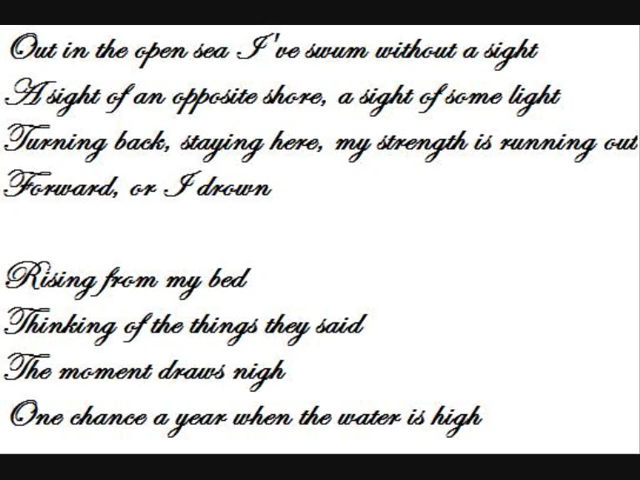 Out in the open sea I've swum without a sight
A sight of an opposite shore, a sight of some light
Turning back, staying here, my strength is running out
Forward, or I drown
Rising from my bed
Thinking of the things they said
The moment draws nigh
One chance a year when the water is high